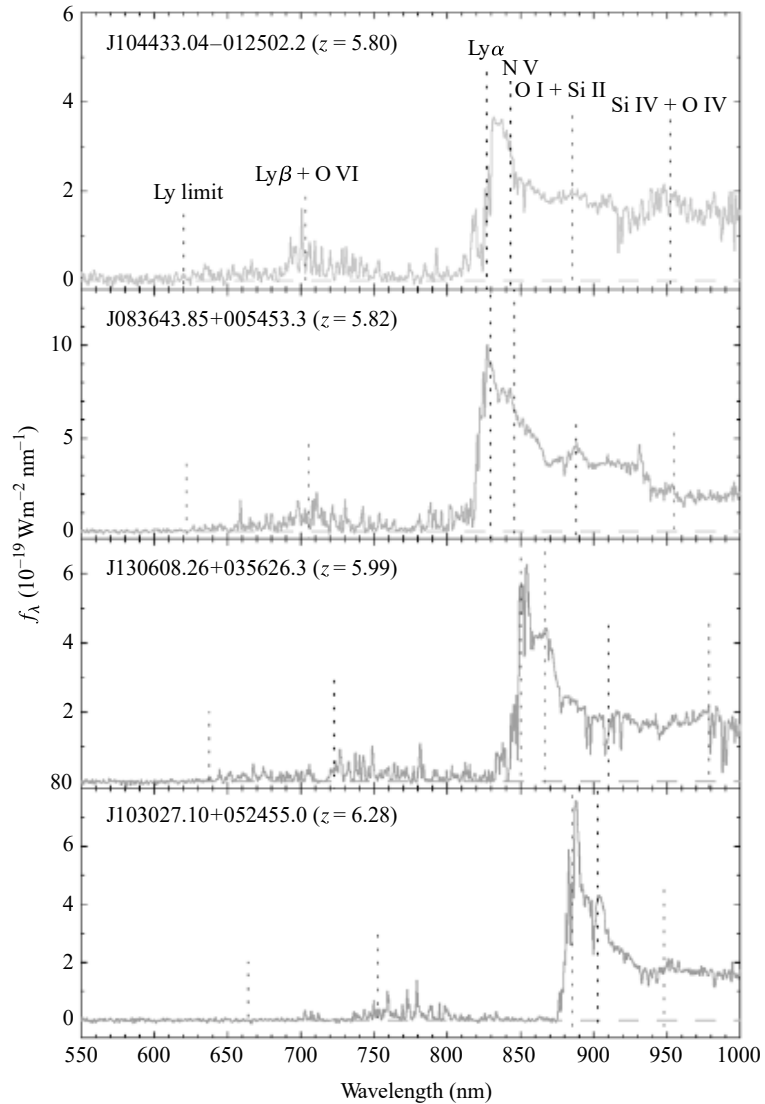 J104433.04–012502.2 (z = 5.80)
Lyα
N V
O I + Si II
Si IV + O IV
Lyβ + O VI
Ly limit
6
4
2
0
J083643.85+005453.3 (z = 5.82)
10
5
0
J130608.26+035626.3 (z = 5.99)
6
4
2
80
J103027.10+052455.0 (z = 6.28)
6
4
2
0
fλ (10−19 Wm−2 nm−1)
550 600 650 700 750 800 850 900 950 1000
Wavelength (nm)